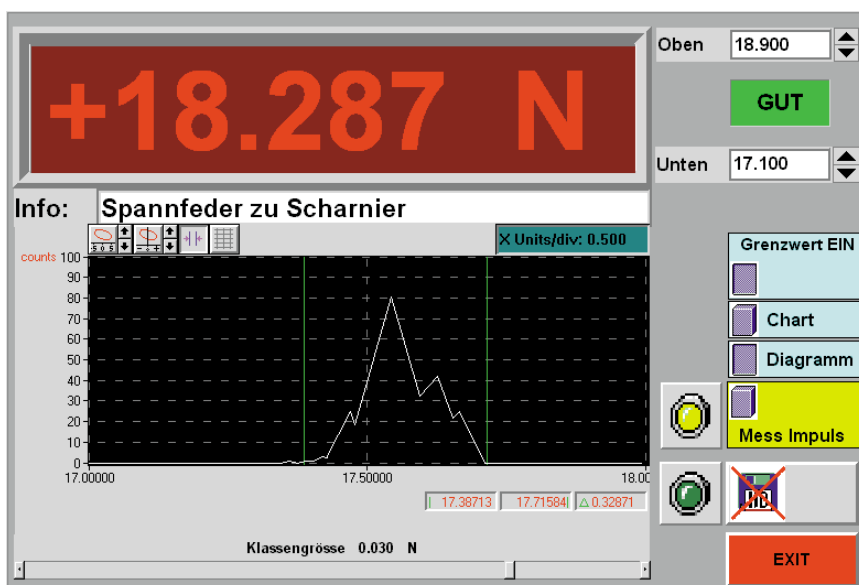 +18.287 N
Oben 18.900
GUT
Unten 17.100
Info: Spannfeder zu Scharnier
X Units/div: 0.500
counts
100
90
80
70
60
50
40
30
20
10
0
17.00000 17.50000 18.00
17.38713 17.71584 △0.32871
Klassengrösse 0.030 N
Grenzwert EIN
Chart
Diagramm
Mess Impuls
EXIT